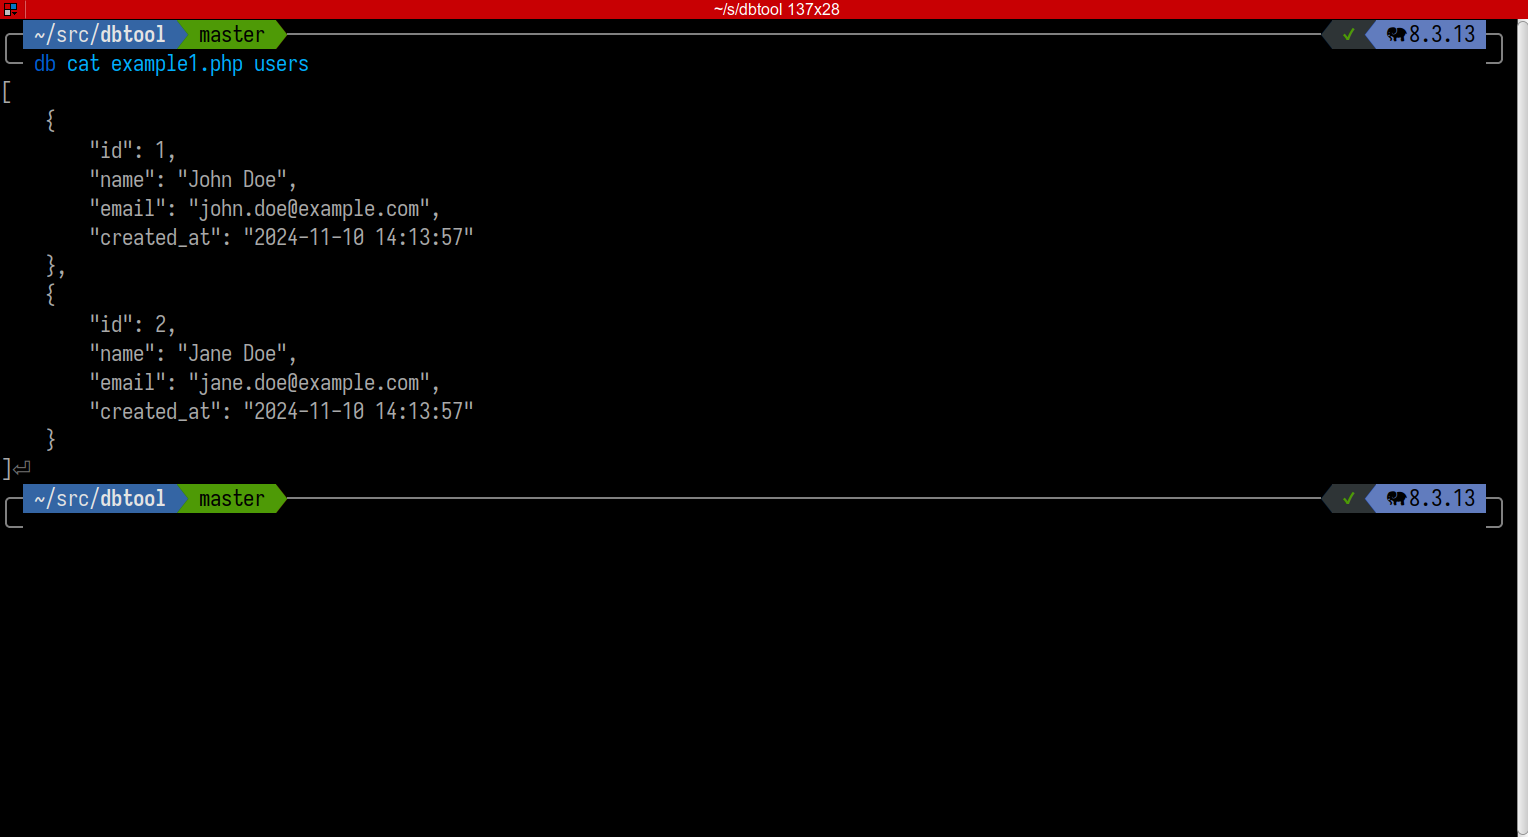 ~/s/dbtool 137x28
~/src/dbtool master ✓ 8.3.13
db cat example1.php users
[
    {
        "id": 1,
        "name": "John Doe",
        "email": "john.doe@example.com",
        "created_at": "2024-11-10 14:13:57"
    },
    {
        "id": 2,
        "name": "Jane Doe",
        "email": "jane.doe@example.com",
        "created_at": "2024-11-10 14:13:57"
    }
]⏎
~/src/dbtool master ✓ 8.3.13